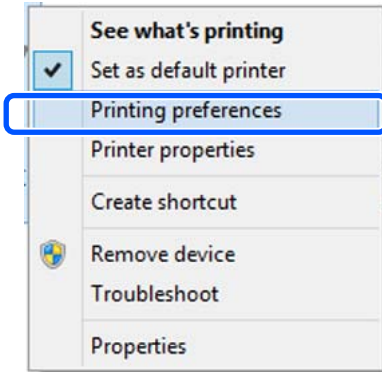 See what's printing
Set as default printer
Printing preferences
Printer properties
Create shortcut
Remove device
Troubleshoot
Properties